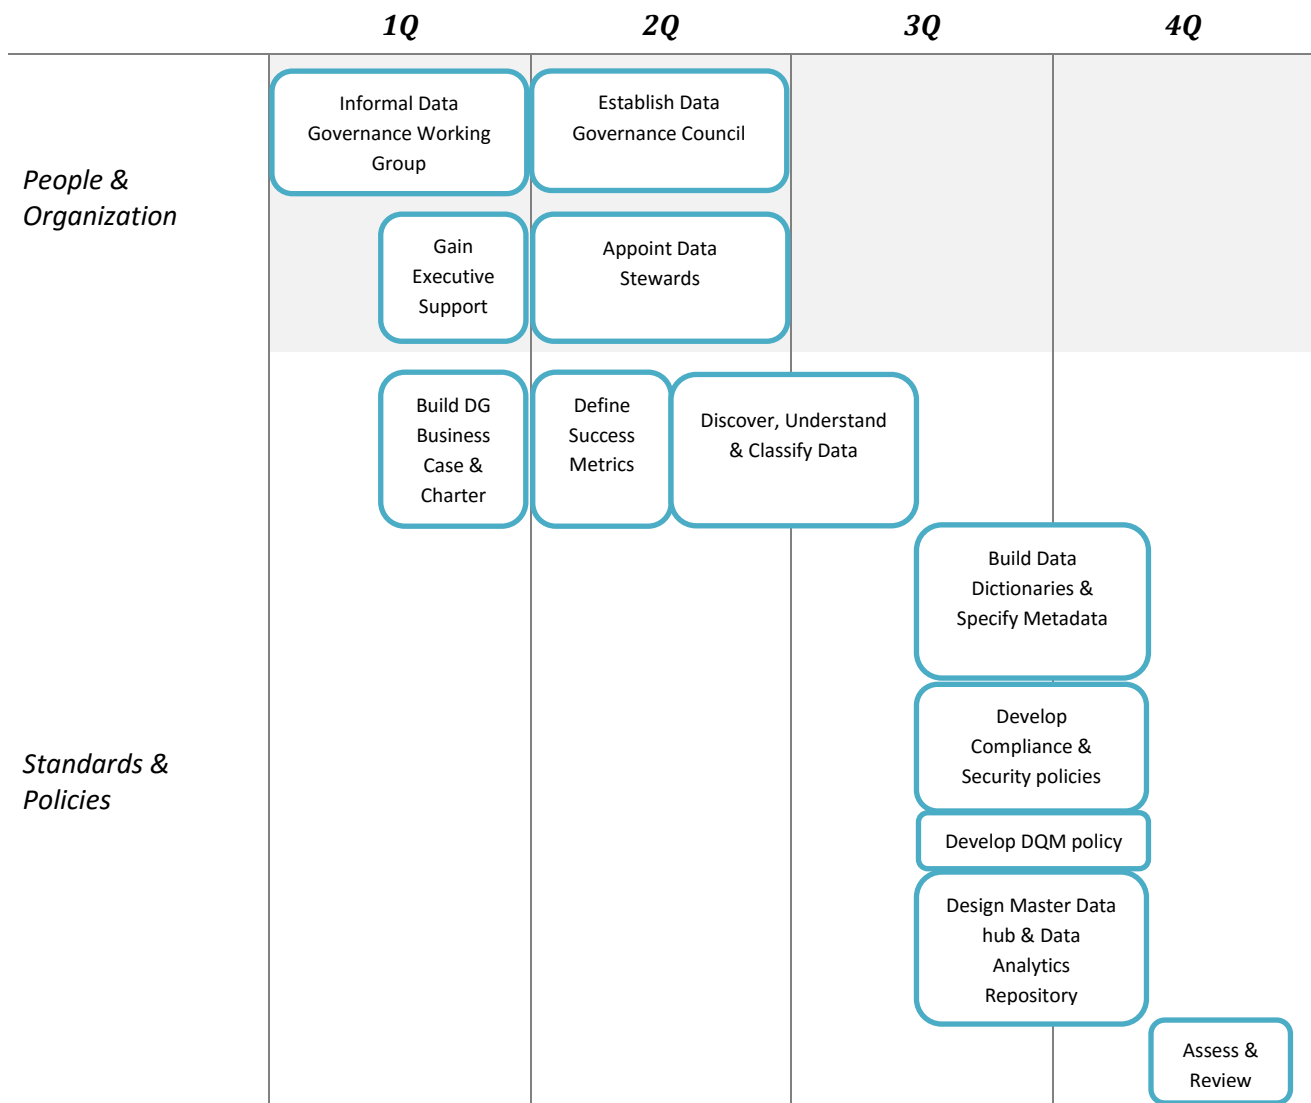 1Q 2Q 3Q 4Q
People &
Organization
Informal Data
Governance Working
Group
Establish Data
Governance Council
Gain
Executive
Support
Appoint Data
Stewards
Standards &
Policies
Build DG
Business
Case &
Charter
Define
Success
Metrics
Discover, Understand
& Classify Data
Build Data
Dictionaries &
Specify Metadata
Develop
Compliance &
Security policies
Develop DQM policy
Design Master Data
hub & Data
Analytics
Repository
Assess &
Review